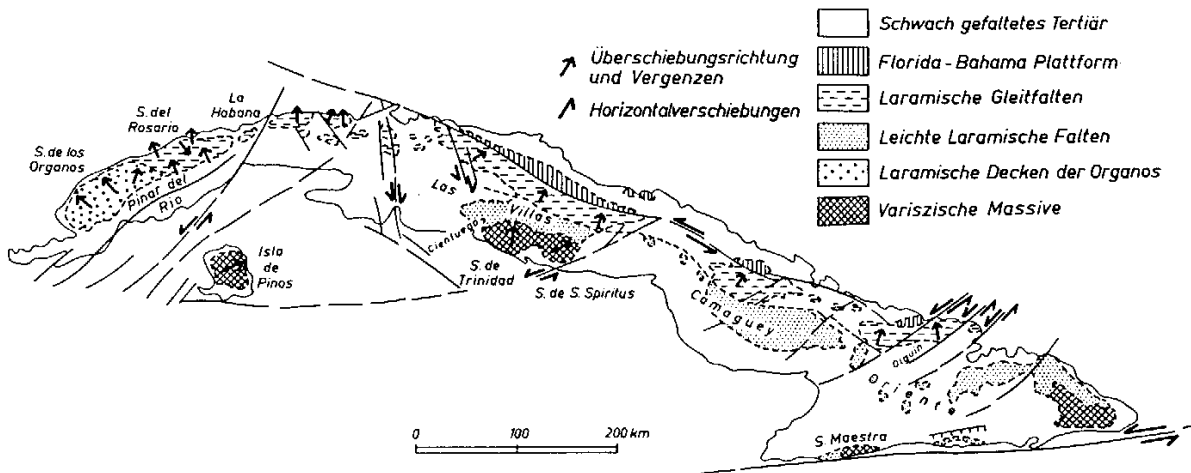 Schwach gefaltetes Tertiär
Florida-Bahama Plattform
Laramische Gleitfalten
Leichte Laramische Falten
Laramische Decken der Organos
Variszische Massive
Überschiebungsrichtung
und Vergenzen
Horizontalverschiebungen
La
Habana
S. del
Rosario
S. de los
Organos
Pinar del
Rio
Isla
de
Pinos
Las
Villas
Cienfuegos
S. de
Trinidad
S. de S. Spiritus
Camaguey
Olguin
Oriente
S. Maestra
0 100 200 km